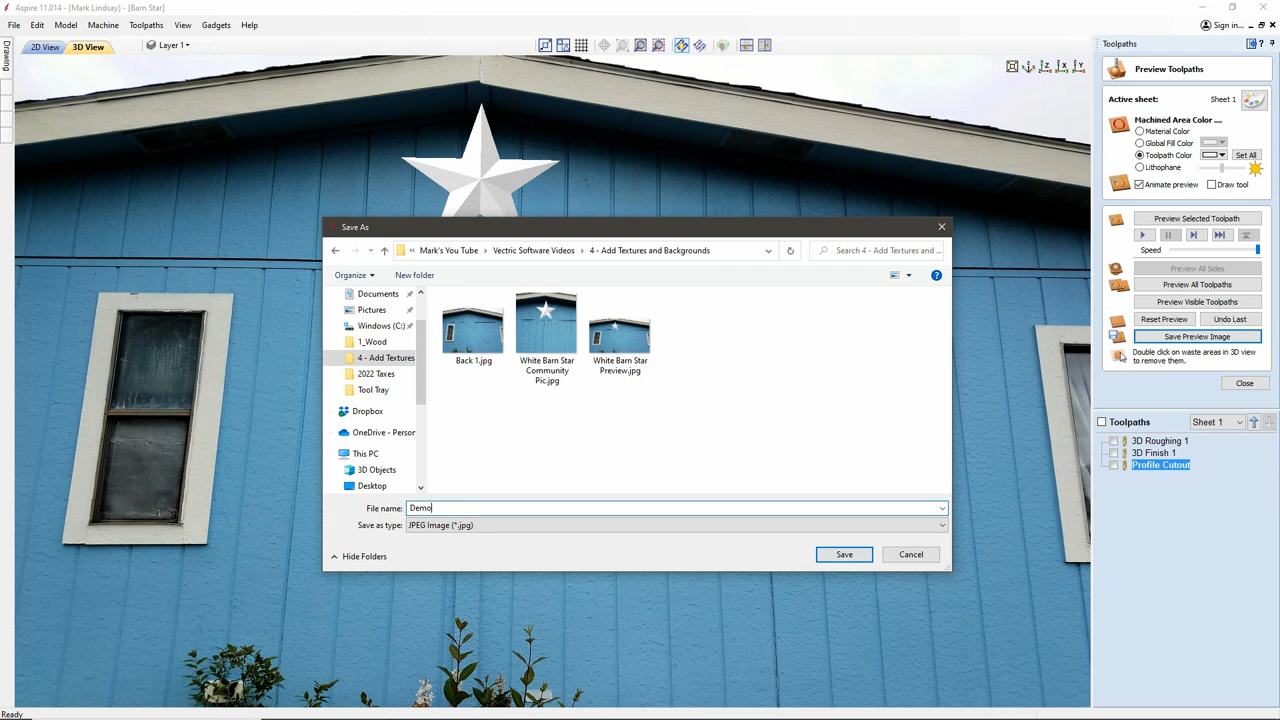 Aspire 11.014 - {Mark Lindsay} - [Barn Star]
File Edit Model Machine Toolpaths View Gadgets Help
Sign in...
2D View 3D View Layer 1
Drawing
Toolpaths
Preview Toolpaths
Active sheet: Sheet 1
Machined Area Color ....
Material Color
Global Fill Color
Toolpath Color Set All
Lithophane
Animate preview Draw tool
Preview Selected Toolpath
Speed
Preview All Sides
Preview All Toolpaths
Preview Visible Toolpaths
Reset Preview Undo Last
Save Preview Image
Double click on waste areas in 3D view
to remove them.
Close
Toolpaths Sheet 1
3D Roughing 1
3D Finish 1
Profile Cutout
Save As
« Mark's You Tube > Vectric Software Videos > 4 - Add Textures and Backgrounds
Search 4 - Add Textures and ...
Organize New folder
Documents
Pictures
Windows (C:)
1_Wood
4 - Add Textures
2022 Taxes
Tool Tray
Dropbox
OneDrive - Person
This PC
3D Objects
Desktop
Back 1.jpg
White Barn Star
Community
Pic.jpg
White Barn Star
Preview.jpg
File name: Demo
Save as type: JPEG Image (*.jpg)
Hide Folders
Save Cancel
Ready